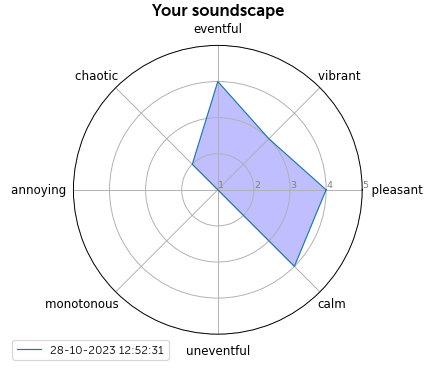 Your soundscape
eventful
chaotic
vibrant
annoying
1 2 3 4 5
pleasant
monotonous
calm
uneventful
28-10-2023 12:52:31